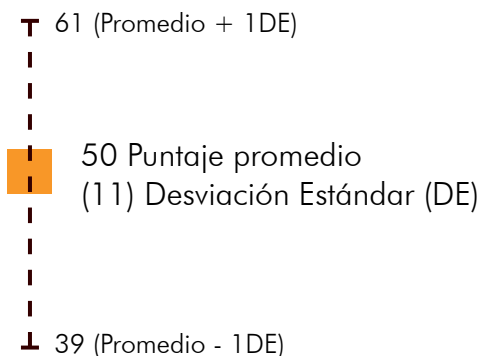 61 (Promedio + 1DE)
50 Puntaje promedio
(11) Desviación Estándar (DE)
39 (Promedio - 1DE)